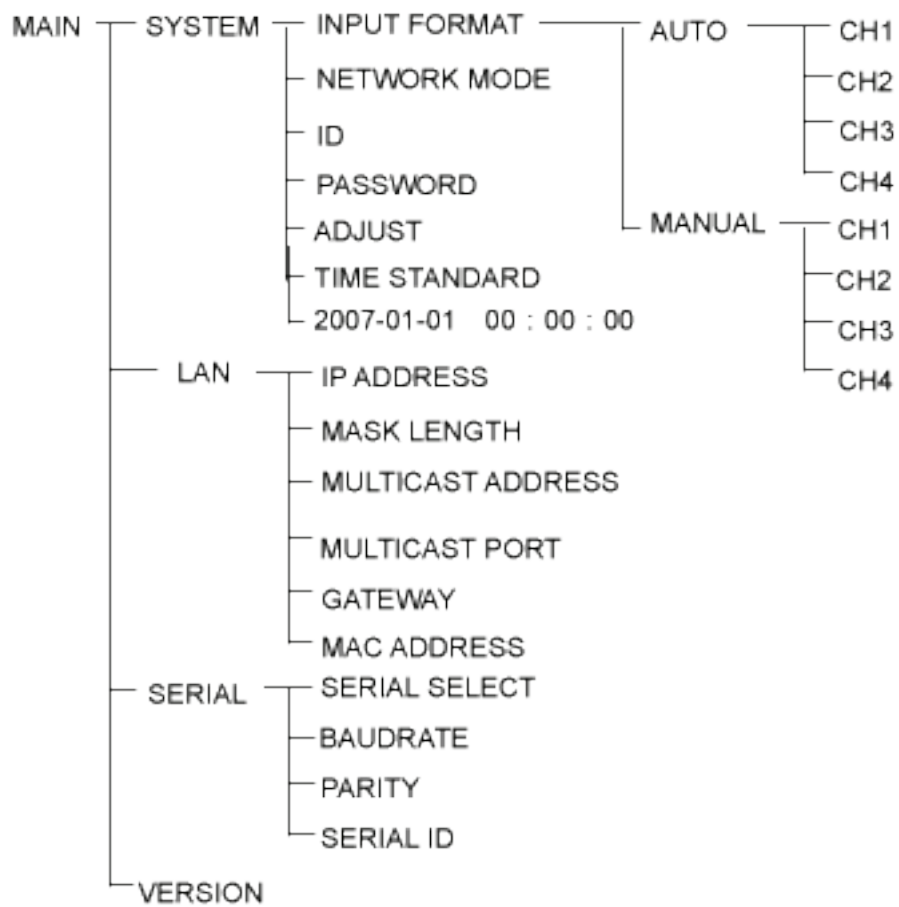 MAIN SYSTEM INPUT FORMAT AUTO CH1
NETWORK MODE CH2
ID CH3
PASSWORD CH4
ADJUST MANUAL CH1
TIME STANDARD CH2
2007-01-01 00 : 00 : 00 CH3
LAN IP ADDRESS CH4
MASK LENGTH
MULTICAST ADDRESS
MULTICAST PORT
GATEWAY
MAC ADDRESS
SERIAL SERIAL SELECT
BAUDRATE
PARITY
SERIAL ID
VERSION